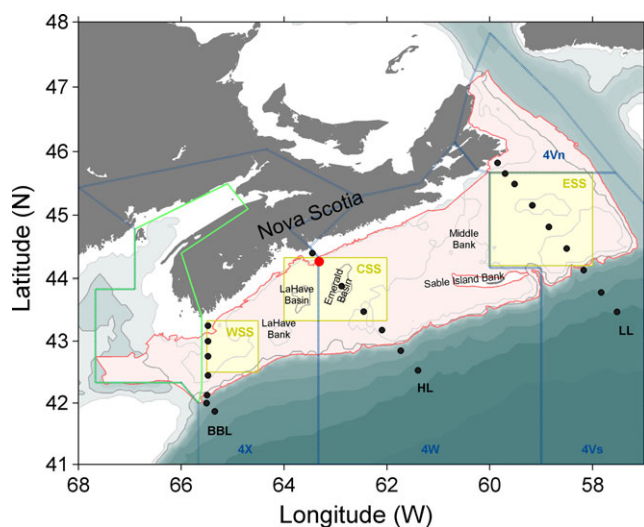 48
47
46
45
44
43
42
41
Latitude (N)
4Vn
ESS
Nova Scotia
Middle
Bank
CSS
LaHave
Basin
Emerald
Basin
Sable Island Bank
WSS
LaHave
Bank
LL
HL
BBL
4X
4W
4Vs
68
66
64
62
60
58
Longitude (W)